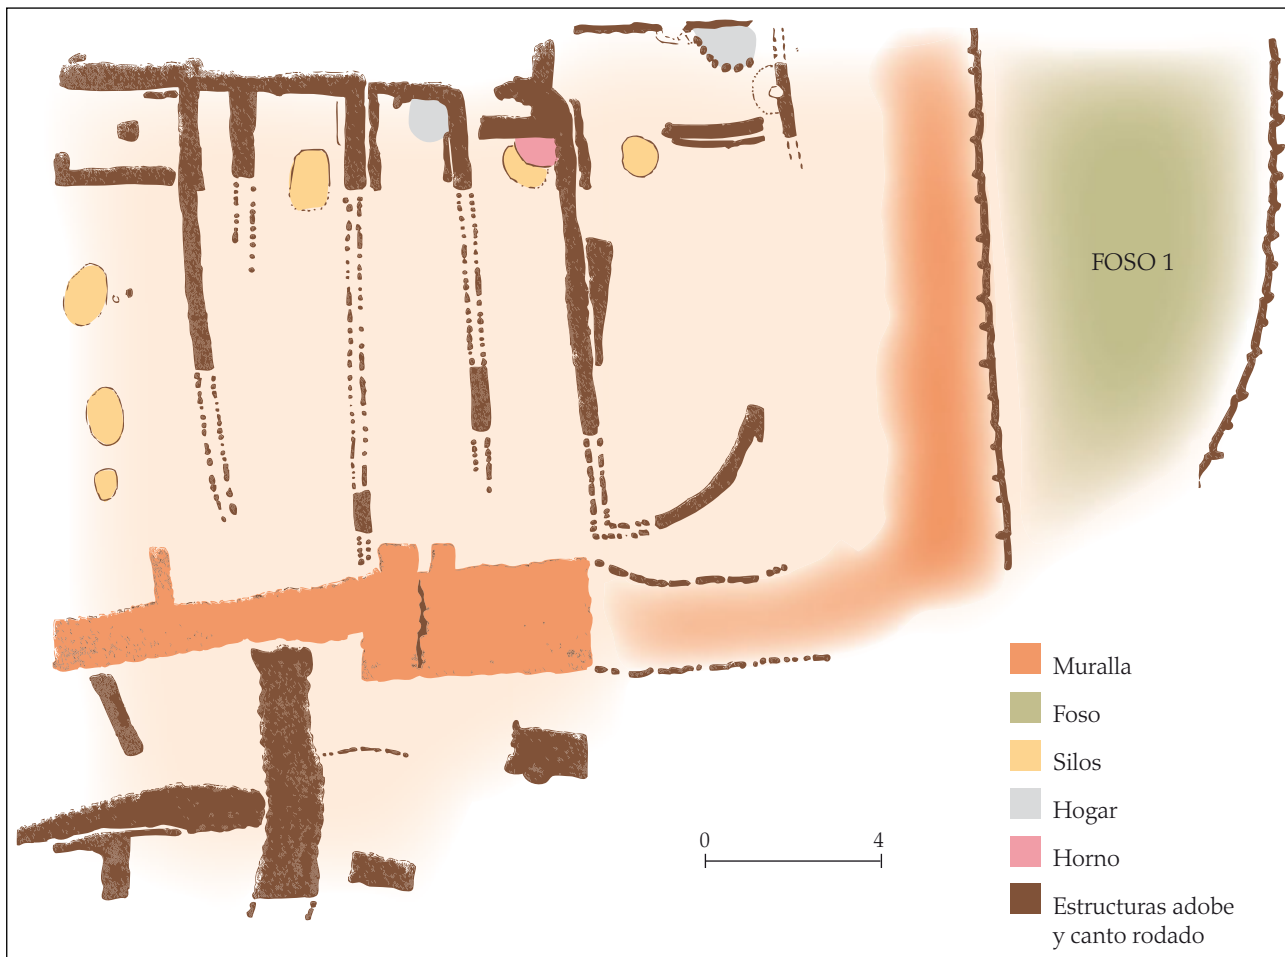 FOSO 1
Muralla
Foso
Silos
Hogar
Horno
Estructuras adobe
y canto rodado
0 4